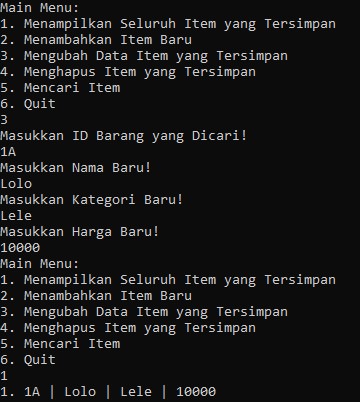 Main Menu:
1. Menampilkan Seluruh Item yang Tersimpan
2. Menambahkan Item Baru
3. Mengubah Data Item yang Tersimpan
4. Menghapus Item yang Tersimpan
5. Mencari Item
6. Quit
3
Masukkan ID Barang yang Dicari!
1A
Masukkan Nama Baru!
Lolo
Masukkan Kategori Baru!
Lele
Masukkan Harga Baru!
10000
Main Menu:
1. Menampilkan Seluruh Item yang Tersimpan
2. Menambahkan Item Baru
3. Mengubah Data Item yang Tersimpan
4. Menghapus Item yang Tersimpan
5. Mencari Item
6. Quit
1
1. 1A | Lolo | Lele | 10000